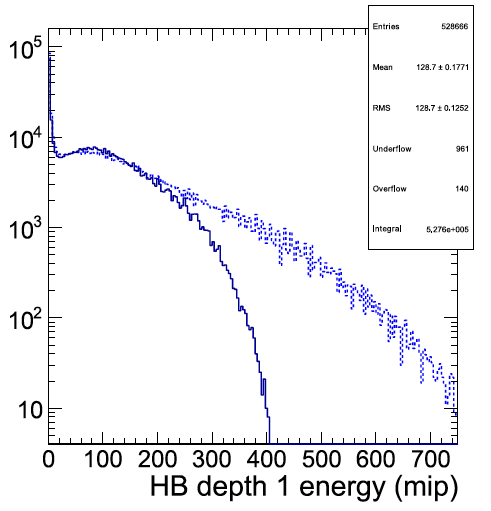 Entries 528666
Mean 128.7 ± 0.1771
RMS 128.7 ± 0.1252
Underflow 961
Overflow 140
Integral 5,276e+005
10^5
10^4
10^3
10^2
10
0 100 200 300 400 500 600 700
HB depth 1 energy (mip)